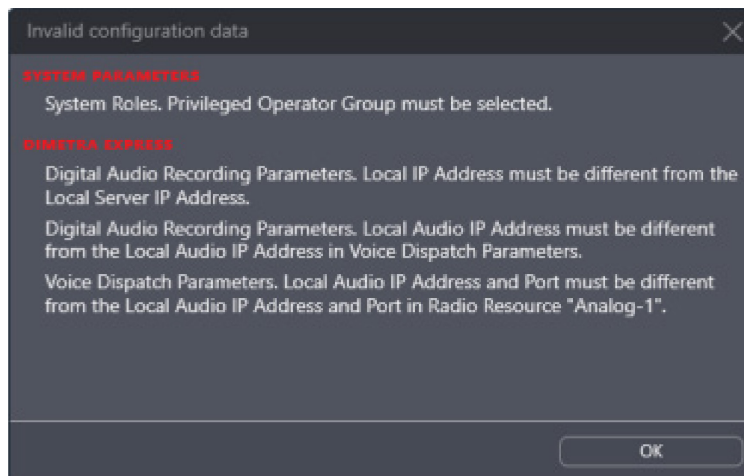 Invalid configuration data
SYSTEM PARAMETERS
System Roles. Privileged Operator Group must be selected.
DIMETRA EXPRESS
Digital Audio Recording Parameters. Local IP Address must be different from the
Local Server IP Address.
Digital Audio Recording Parameters. Local Audio IP Address must be different
from the Local Audio IP Address in Voice Dispatch Parameters.
Voice Dispatch Parameters. Local Audio IP Address and Port must be different
from the Local Audio IP Address and Port in Radio Resource "Analog-1".
OK